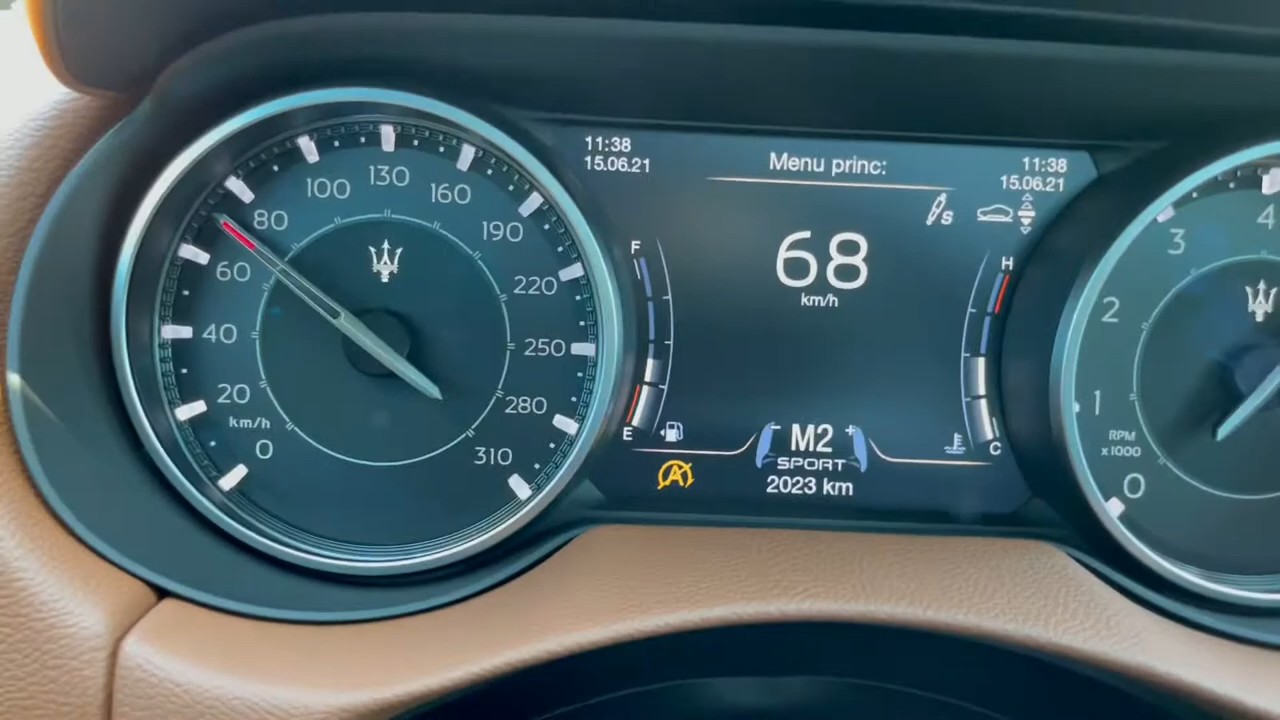 0
20
40
60
80
100
130
160
190
220
250
280
310
km/h
11:38
15.06.21
Menu princ:
11:38
15.06.21
S
68
km/h
F
E
H
C
A
- M2 +
SPORT
2023 km
0
1
2
3
4
RPM
x1000